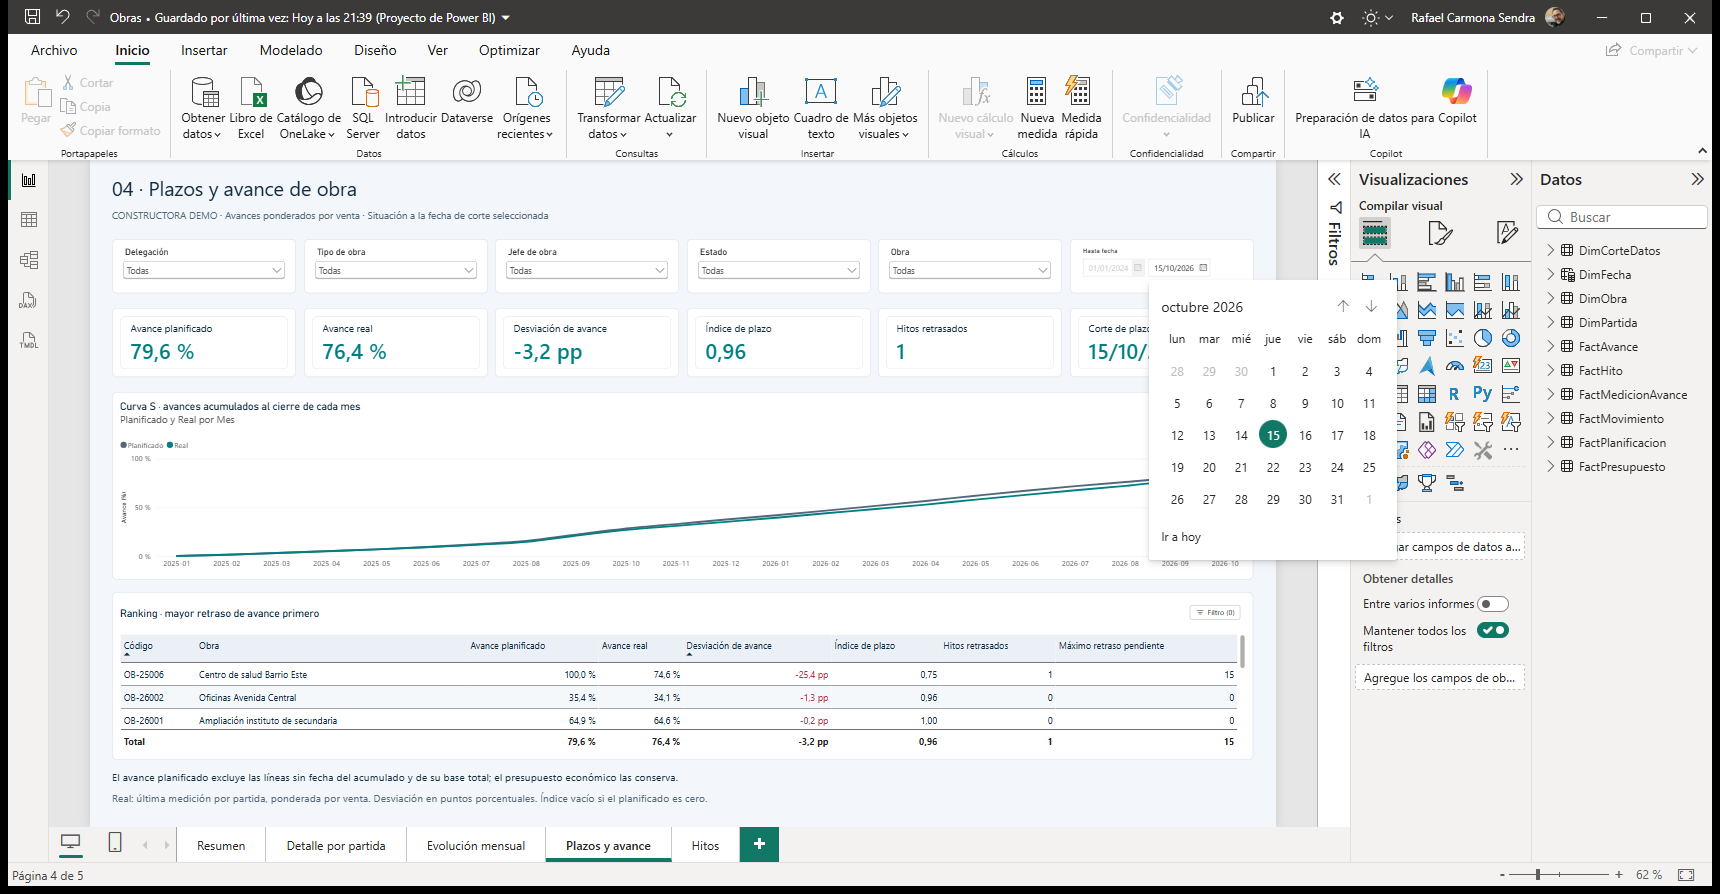 Obras • Guardado por última vez: Hoy a las 21:39 (Proyecto de Power BI)
Rafael Carmona Sendra
Archivo Inicio Insertar Modelado Diseño Ver Optimizar Ayuda
Compartir
Pegar
Cortar
Copia
Copiar formato
Portapapeles
Obtener datos
Libro de Excel
Catálogo de OneLake
SQL Server
Introducir datos
Dataverse
Orígenes recientes
Datos
Transformar datos
Actualizar
Consultas
Nuevo objeto visual
Cuadro de texto
Más objetos visuales
Insertar
Nuevo cálculo visual
Nueva medida
Medida rápida
Cálculos
Confidencialidad
Confidencialidad
Publicar
Compartir
Preparación de datos para IA
Copilot
Copilot
04 · Plazos y avance de obra
CONSTRUCTORA DEMO · Avances ponderados por venta · Situación a la fecha de corte seleccionada
Delegación
Todas
Tipo de obra
Todas
Jefe de obra
Todas
Estado
Todas
Obra
Todas
Hasta fecha
01/01/2024 15/10/2026
Avance planificado
79,6 %
Avance real
76,4 %
Desviación de avance
-3,2 pp
Índice de plazo
0,96
Hitos retrasados
1
Corte de plazo
15/10/
octubre 2026
lun mar mié jue vie sáb dom
28 29 30 1 2 3 4
5 6 7 8 9 10 11
12 13 14 15 16 17 18
19 20 21 22 23 24 25
26 27 28 29 30 31 1
Ir a hoy
Curva S · avances acumulados al cierre de cada mes
Planificado y Real por Mes
Planificado Real
100 %
50 %
0 %
Avance (%)
2025-01 2025-02 2025-03 2025-04 2025-05 2025-06 2025-07 2025-08 2025-09 2025-10 2025-11 2025-12 2026-01 2026-02 2026-03 2026-04 2026-05 2026-06 2026-07 2026-08 2026-09 2026-10
Ranking · mayor retraso de avance primero
Filtro (0)
Código Obra Avance planificado Avance real Desviación de avance Índice de plazo Hitos retrasados Máximo retraso pendiente
OB-25006 Centro de salud Barrio Este 100,0 % 74,6 % -25,4 pp 0,75 1 15
OB-26002 Oficinas Avenida Central 35,4 % 34,1 % -1,3 pp 0,96 0 0
OB-26001 Ampliación instituto de secundaria 64,9 % 64,6 % -0,2 pp 1,00 0 0
Total 79,6 % 76,4 % -3,2 pp 0,96 1 15
El avance planificado excluye las líneas sin fecha del acumulado y de su base total; el presupuesto económico las conserva.
Real: última medición por partida, ponderada por venta. Desviación en puntos porcentuales. Índice vacío si el planificado es cero.
Filtros
Visualizaciones
Compilar visual
R Py
123
s
ar campos de datos a...
Obtener detalles
Entre varios informes
Mantener todos los filtros
Agregue los campos de ob...
Datos
Buscar
DimCorteDatos
DimFecha
DimObra
DimPartida
FactAvance
FactHito
FactMedicionAvance
FactMovimiento
FactPlanificacion
FactPresupuesto
DAX
TMDL
Resumen Detalle por partida Evolución mensual Plazos y avance Hitos +
Página 4 de 5
- + 62 %